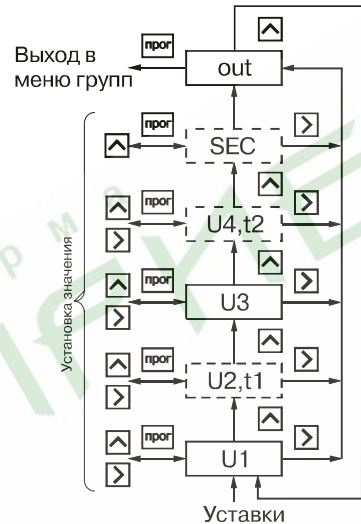 Выход в
меню групп
прог
out
прог
SEC
прог
U4,t2
прог
U3
прог
U2,t1
прог
U1
Установка значения
Уставки